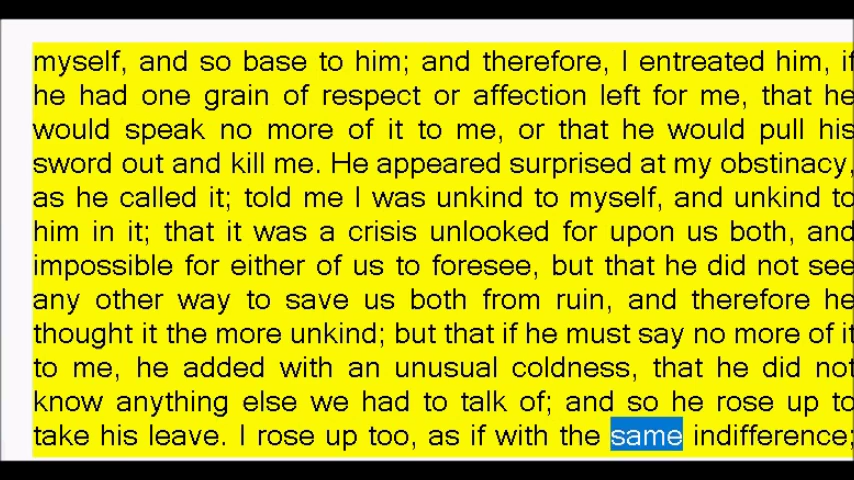 myself, and so base to him; and therefore, I entreated him, if
he had one grain of respect or affection left for me, that he
would speak no more of it to me, or that he would pull his
sword out and kill me. He appeared surprised at my obstinacy,
as he called it; told me I was unkind to myself, and unkind to
him in it; that it was a crisis unlooked for upon us both, and
impossible for either of us to foresee, but that he did not see
any other way to save us both from ruin, and therefore he
thought it the more unkind; but that if he must say no more of it
to me, he added with an unusual coldness, that he did not
know anything else we had to talk of; and so he rose up to
take his leave. I rose up too, as if with the same indifference;